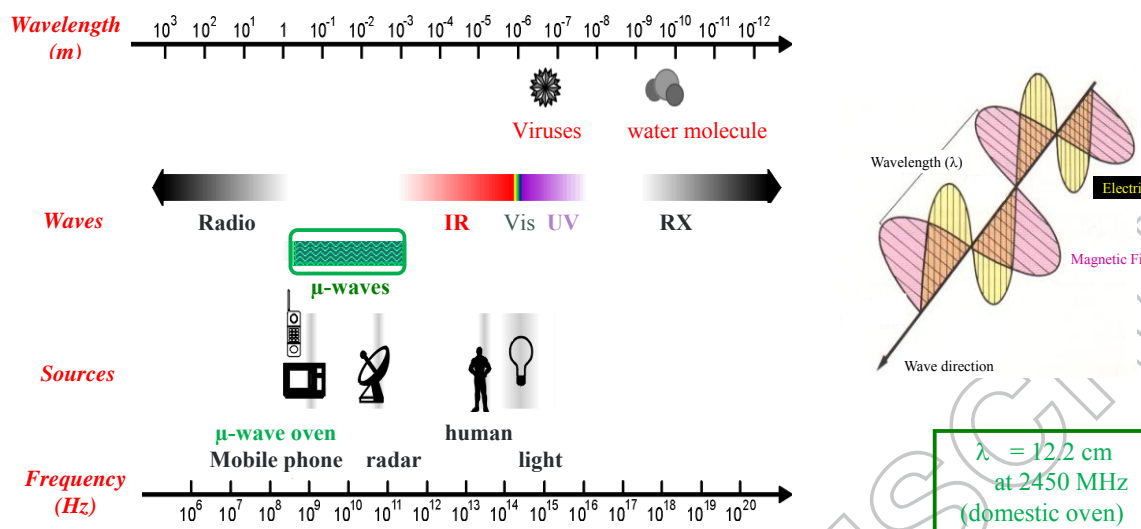 Wavelength
(m)
10³ 10² 10¹ 1 10⁻¹ 10⁻² 10⁻³ 10⁻⁴ 10⁻⁵ 10⁻⁶ 10⁻⁷ 10⁻⁸ 10⁻⁹ 10⁻¹⁰ 10⁻¹¹ 10⁻¹²
Viruses water molecule
Waves
Radio IR Vis UV RX
μ-waves
Sources
μ-wave oven human
Mobile phone radar light
Frequency
(Hz)
10⁶ 10⁷ 10⁸ 10⁹ 10¹⁰ 10¹¹ 10¹² 10¹³ 10¹⁴ 10¹⁵ 10¹⁶ 10¹⁷ 10¹⁸ 10¹⁹ 10²⁰
Wavelength (λ)
Electri
Magnetic Fi
Wave direction
λ = 12.2 cm
at 2450 MHz
(domestic oven)